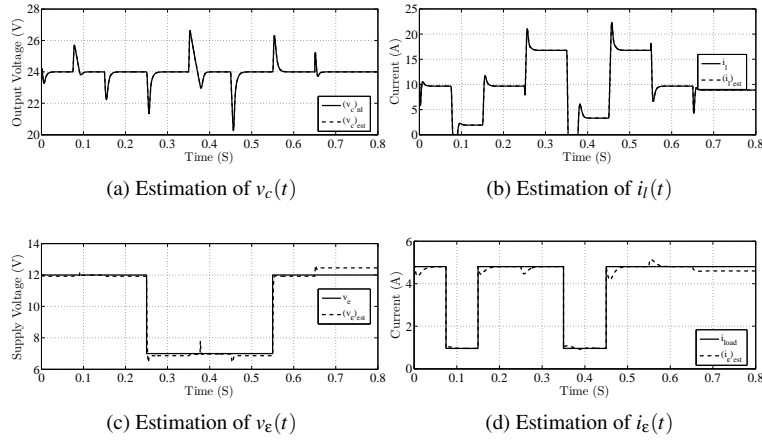 28
26
24
22
20
Output Voltage (V)
(v_c)_al
(v_c)_est
0 0.1 0.2 0.3 0.4 0.5 0.6 0.7 0.8
Time (S)
(a) Estimation of v_c(t)
25
20
15
10
5
0
Current (A)
i_l
(i_l)_est
0 0.1 0.2 0.3 0.4 0.5 0.6 0.7 0.8
Time (S)
(b) Estimation of i_l(t)
14
12
10
8
6
Supply Voltage (V)
v_e
(v_ε)_est
0 0.1 0.2 0.3 0.4 0.5 0.6 0.7 0.8
Time (S)
(c) Estimation of v_ε(t)
6
4
2
0
Current (A)
i_load
(i_ε)_est
0 0.1 0.2 0.3 0.4 0.5 0.6 0.7 0.8
Time (S)
(d) Estimation of i_ε(t)